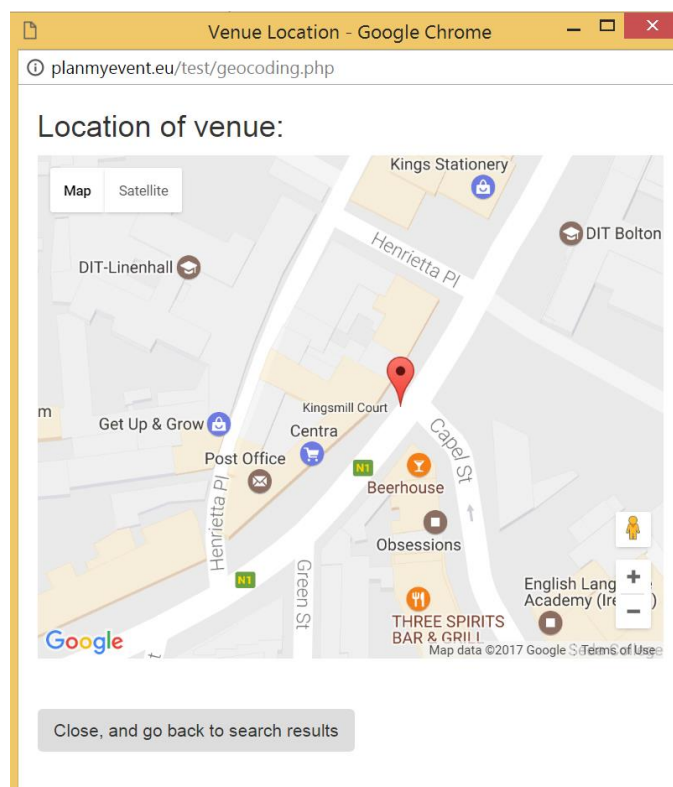 Venue Location - Google Chrome
planmyevent.eu/test/geocoding.php
Location of venue:
Map
Satellite
Kings Stationery
DIT Bolton
Henrietta Pl
DIT-Linenhall
m
Kingsmill Court
Get Up & Grow
Centra
Capel St
Post Office
N1
Beerhouse
Henrietta Pl
Obsessions
N1
Green St
English Lang
Academy (Ire
THREE SPIRITS
BAR & GRILL
Google
Map data ©2017 Google
Terms of Use
Close, and go back to search results